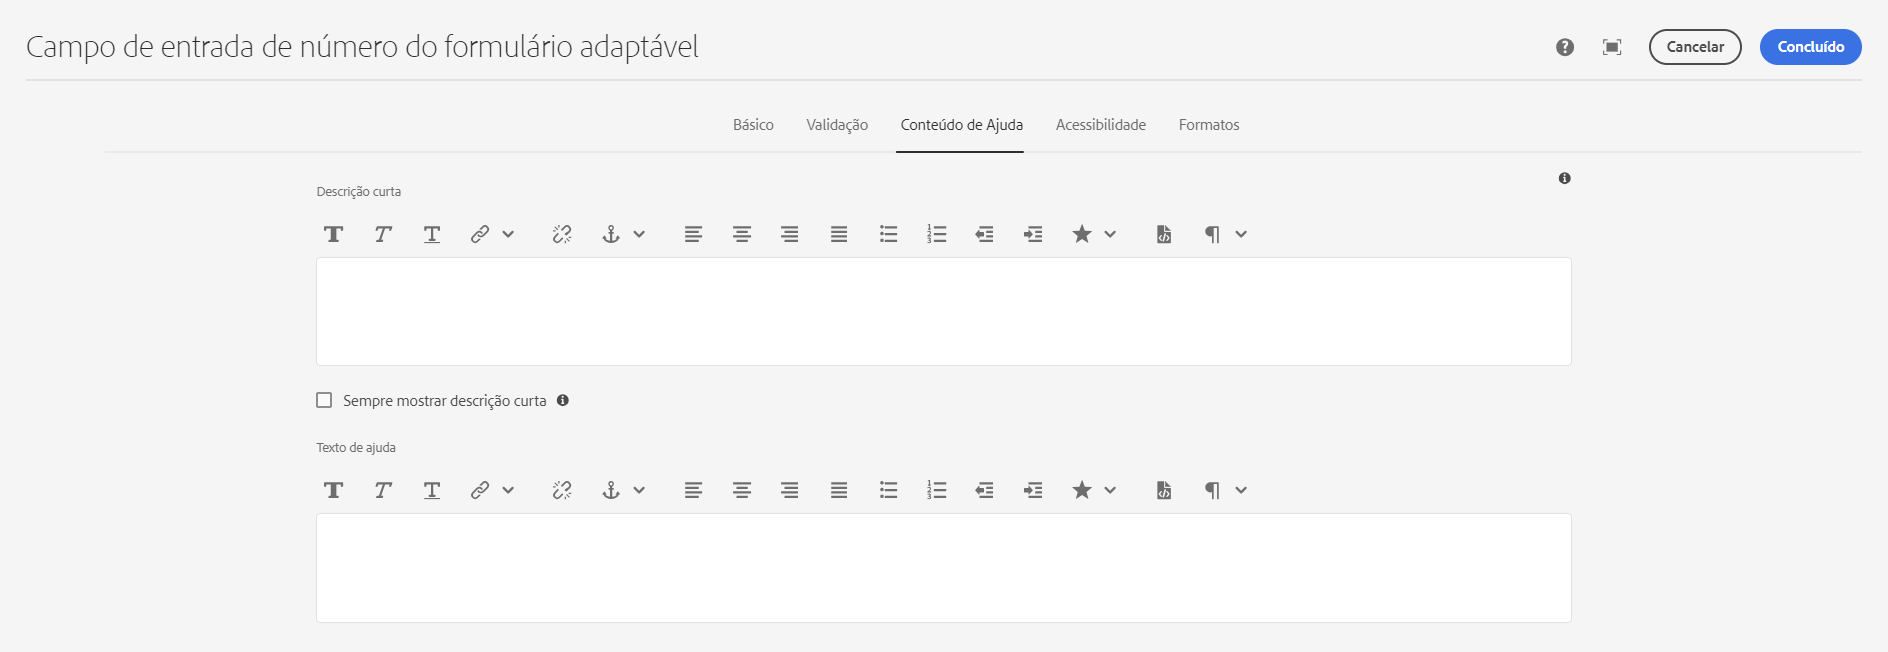 Campo de entrada de número do formulário adaptável
Cancelar
Concluído
Básico
Validação
Conteúdo de Ajuda
Acessibilidade
Formatos
Descrição curta
Sempre mostrar descrição curta
Texto de ajuda